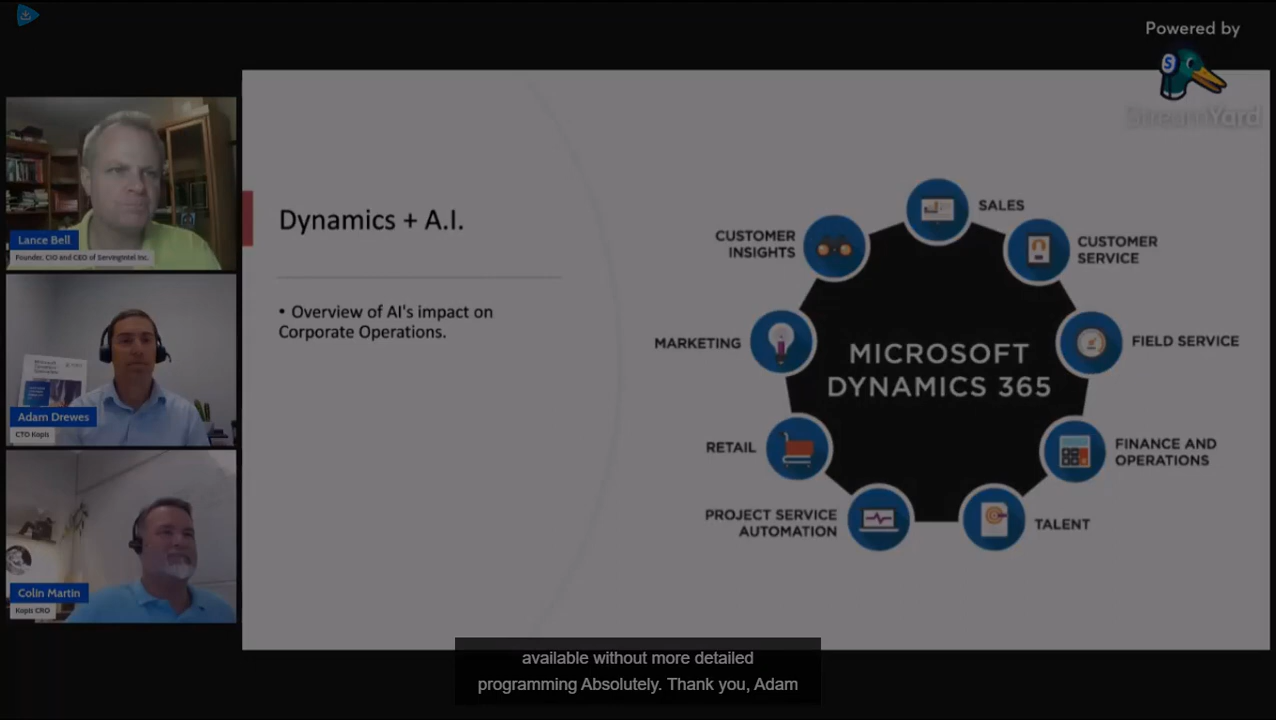 Powered by
StreamYard
Lance Bell
Founder, CIO and CEO of ServingIntel Inc.
Adam Drewes
CTO Kopis
Colin Martin
Kopis CRO
Dynamics + A.I.
• Overview of AI's impact on
Corporate Operations.
SALES
CUSTOMER
INSIGHTS
CUSTOMER
SERVICE
MARKETING
FIELD SERVICE
MICROSOFT
DYNAMICS 365
RETAIL
FINANCE AND
OPERATIONS
PROJECT SERVICE
AUTOMATION
TALENT
available without more detailed
programming Absolutely. Thank you, Adam